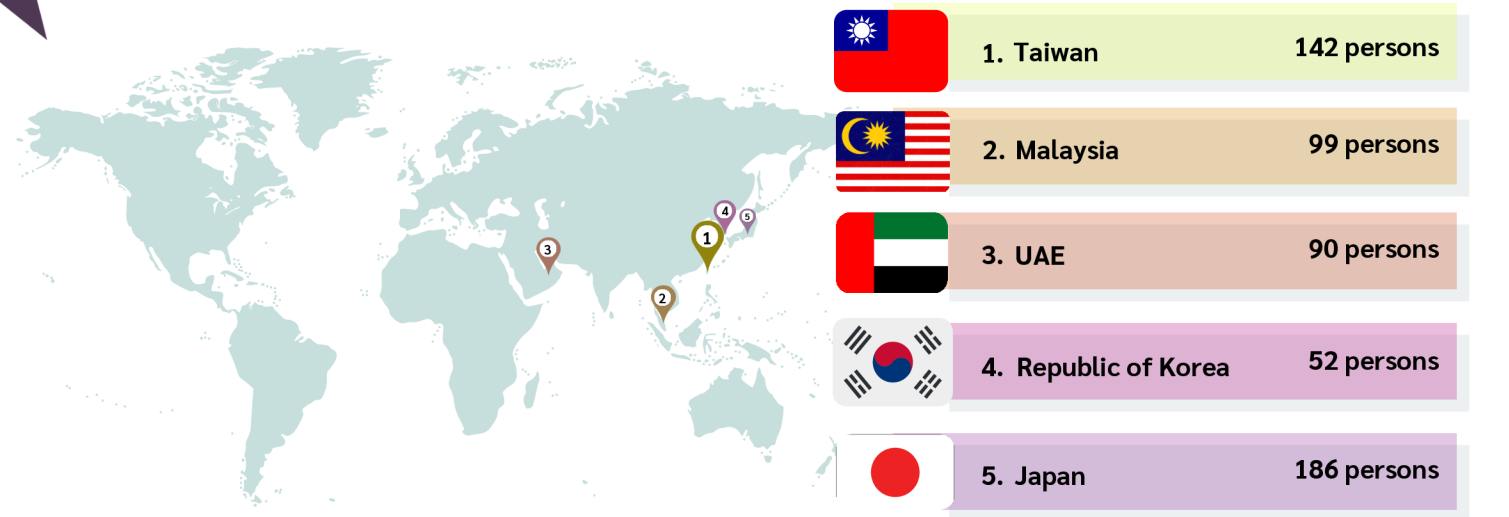 1. Taiwan 142 persons
2. Malaysia 99 persons
3. UAE 90 persons
4. Republic of Korea 52 persons
5. Japan 186 persons
4
5
1
3
2